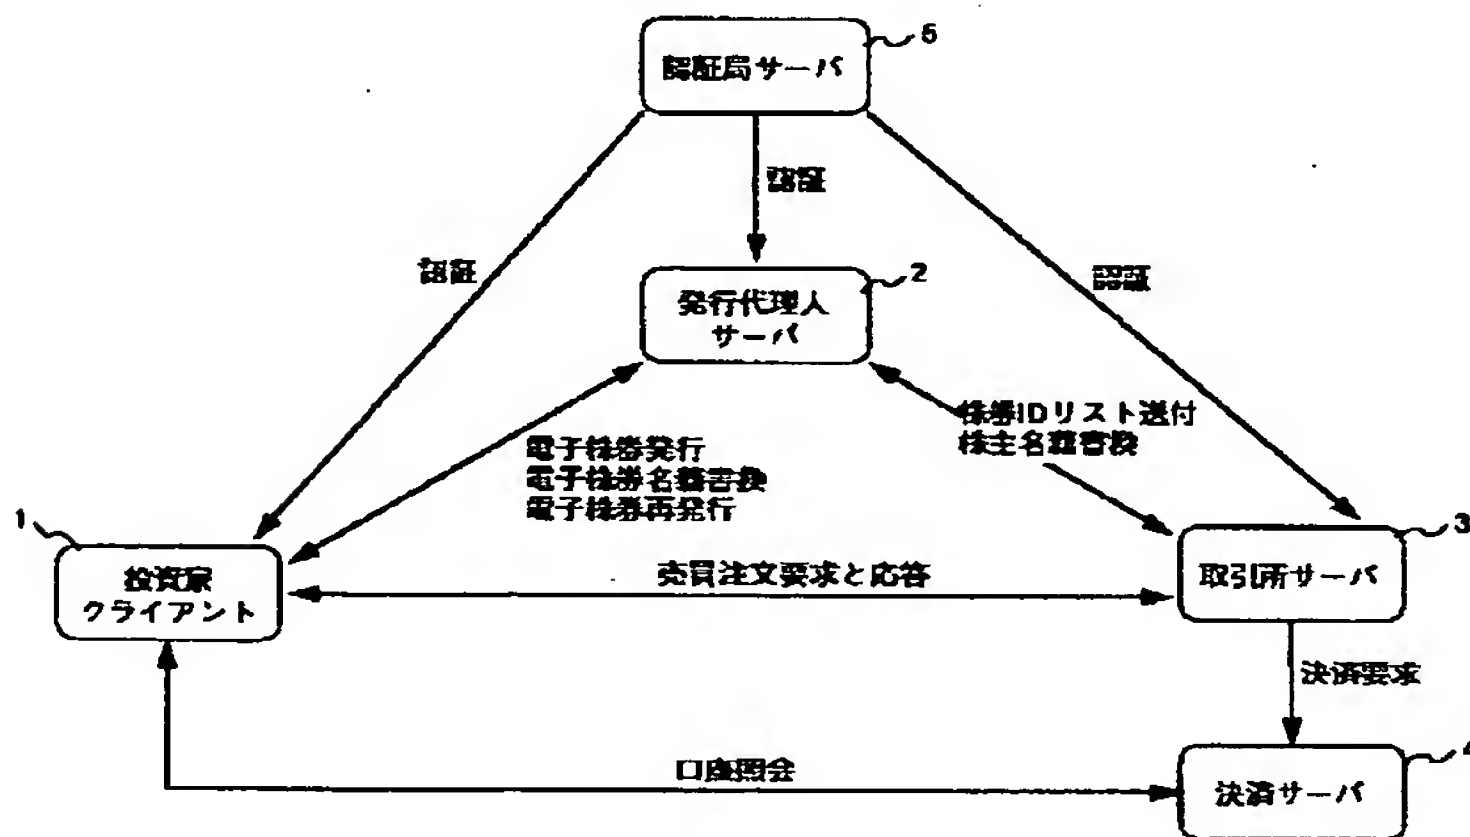 5
認証局サーバ
認証
認証
2
認証
発行代理人
サーバ
株券IDリスト送付
株主名義書換
電子株券発行
電子株券名義書換
電子株券再発行
1
3
投資家
クライアント
売買注文要求と応答
取引所サーバ
決済要求
4
口座照会
決済サーバ